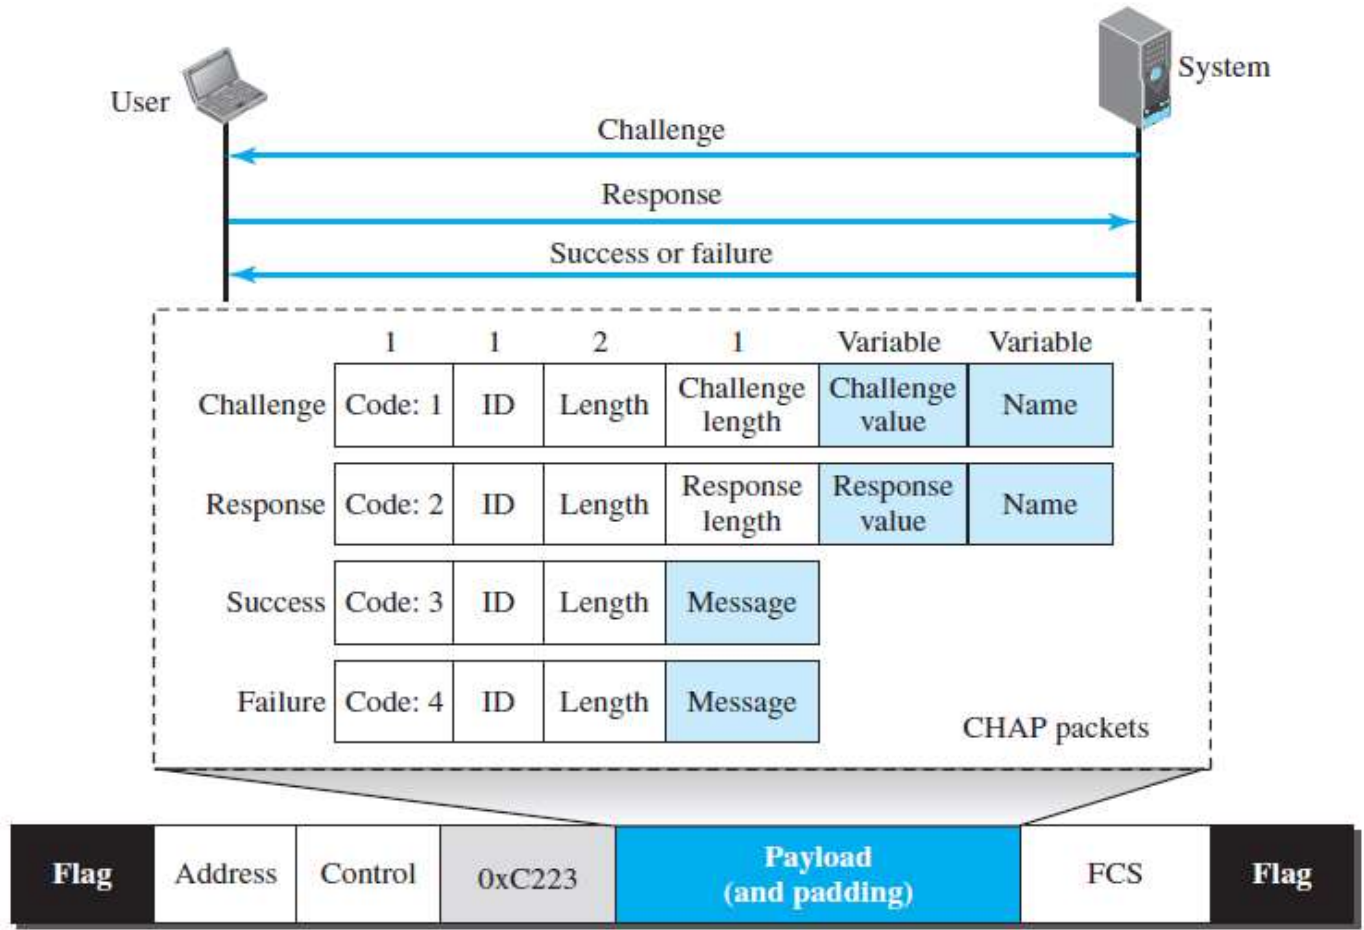 User
System
Challenge
Response
Success or failure
1 1 2 1 Variable Variable
Challenge Code: 1 ID Length Challenge length Challenge value Name
Response Code: 2 ID Length Response length Response value Name
Success Code: 3 ID Length Message
Failure Code: 4 ID Length Message
CHAP packets
Flag Address Control 0xC223 Payload (and padding) FCS Flag